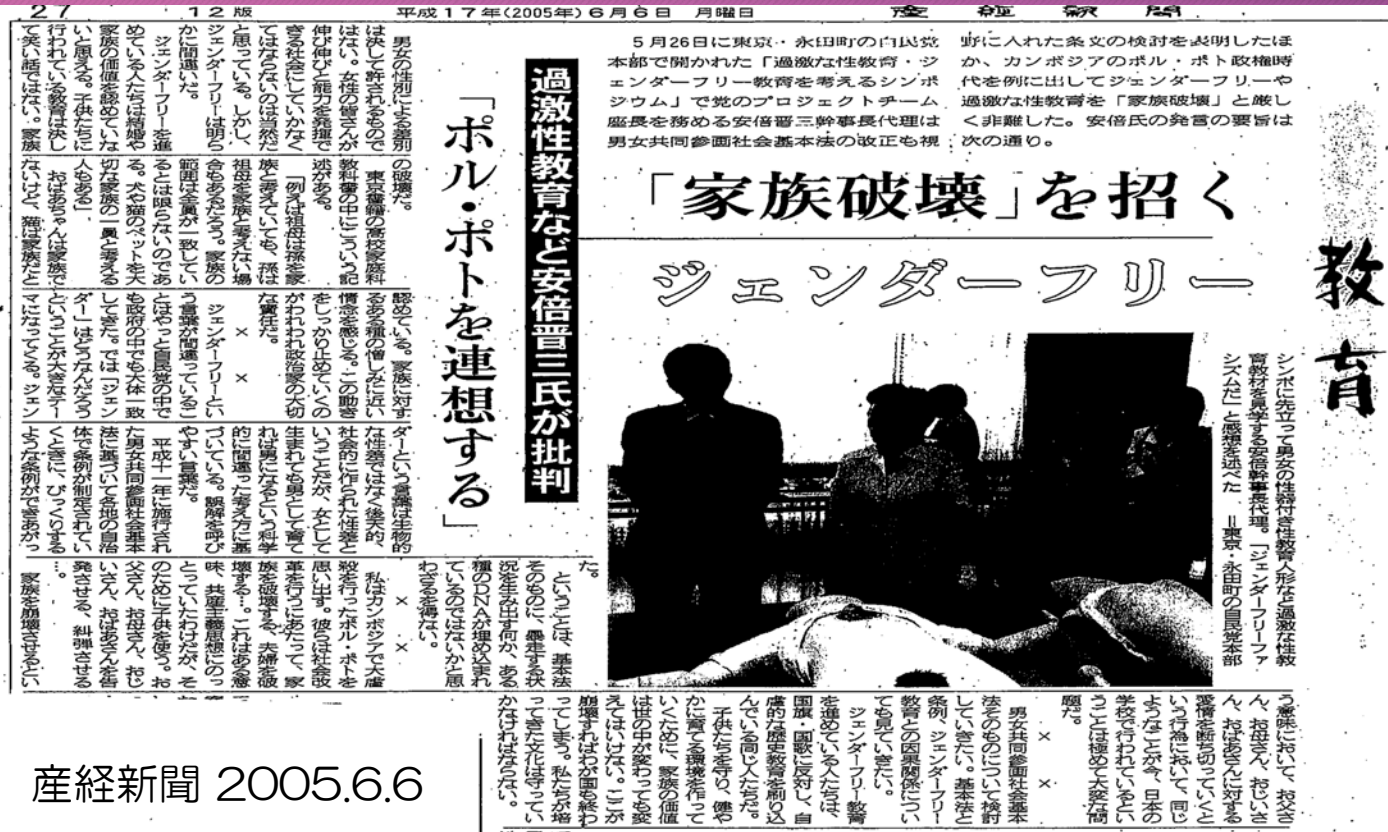 27
12版
平成17年(2005年)6月6日 月曜日
産経新聞
教育
5月26日に東京・永田町の自民党
本部で開かれた「過激な性教育・ジ
ェンダーフリー教育を考えるシンポ
ジウム」で党のプロジェクトチーム
座長を務める安倍晋三幹事長代理は
男女共同参画社会基本法の改正も視
野に入れた条文の検討を表明したほ
か、カンボジアのポル・ポト政権時
代を例に出してジェンダーフリーや
過激な性教育を「家族破壊」と厳し
く非難した。安倍氏の発言の要旨は
次の通り。
「家族破壊」を招く
ジェンダーフリー
過激性教育など安倍晋三氏が批判
「ポル・ポトを連想する」
シンポに先立って男女の性器付き性教育人形など過激な性教
育教材を見学する安倍幹事長代理。「ジェンダーフリーファ
シズムだ」と感想を述べた ＝東京・永田町の自民党本部
男女の性別による差別
は決して許されるもので
はない。女性の皆さんが
伸び伸びと能力を発揮で
きる社会にしていかなく
てはならないのは当然だ
と思っている。しかし、
ジェンダーフリーは明ら
かに間違いだ。
ジェンダーフリーを進
めている人たちは結婚や
家族の価値を認めていな
いと思える。子供たちに
行われている教育は決し
て笑い話ではない。家族
の破壊だ。
東京書籍の高校家庭科
教科書の中にこういう記
述がある。
「例えば祖母は孫を家
族と考えていても、孫は
祖母を家族と考えない場
合もあるだろう。家族の
範囲は全員が一致してい
るとは限らないのであ
る。犬や猫のペットを大
切な家族の一員と考える
人もある」
おばあちゃんは家族で
ないけど、猫は家族だと
認めている。家族に対す
るある種の憎しみに近い
情念を感じる。この動き
をしっかり止めていくの
がわれわれ政治家の大切
な責任だ。
× ×
ジェンダーフリーとい
う言葉が間違っているこ
とはやっと自民党の中で
も政府の中でも大体一致
してきた。では「ジェン
ダー」はどうなんだろう
ということが大きなテー
マになってくる。ジェン
ダーという言葉は生物的
な性差ではなく後天的、
社会的に作られた性差と
いうことだが、女として
生まれても男として育て
れば男になるという科学
的に間違った考え方に基
づいている。誤解を呼び
やすい言葉だ。
平成十一年に施行され
た男女共同参画社会基本
法に基づいて各地の自治
体で条例が制定されてい
くときに、びっくりする
ような条例ができあがっ
た。
ということは、基本法
そのものに、暴走する状
況を生み出す何か、ある
種のDNAが埋め込まれ
ているのではないかと思
わざるを得ない。
× ×
私はカンボジアで大虐
殺を行ったポル・ポトを
思い出す。彼らは社会改
革を行うにあたって、家
族を破壊する、夫婦を破
壊する…。これはある意
味、共産主義思想にのっ
とっていたわけだが、そ
のために子供を使う。お
父さん、お母さん、おじ
いさん、おばあさんを告
発させる、糾弾させる
…。
家族を崩壊させるとい
う意味において、お父さ
ん、お母さん、おじいさ
ん、おばあさんに対する
愛情を断ち切っていくと
いう行為において、同じ
ようなことが今、日本の
学校で行われているとい
うことは極めて大変な問
題だ。
× ×
男女共同参画社会基本
法そのものについて検討
していきたい。基本法と
条例、ジェンダーフリー
教育との因果関係につい
ても見ていきたい。
ジェンダーフリー教育
を進めている人たちは、
国旗・国歌に反対し、自
虐的な歴史教育を刷り込
んでいる同じ人たちだ。
子供たちを守り、健や
かに育てる環境を作って
いくために、家族の価値
は世の中が変わっても変
えてはいけない。ここが
崩壊すればわが国も終わ
ってしまう。私たちが培
ってきた文化は守ってい
かなければならない。
産経新聞 2005.6.6